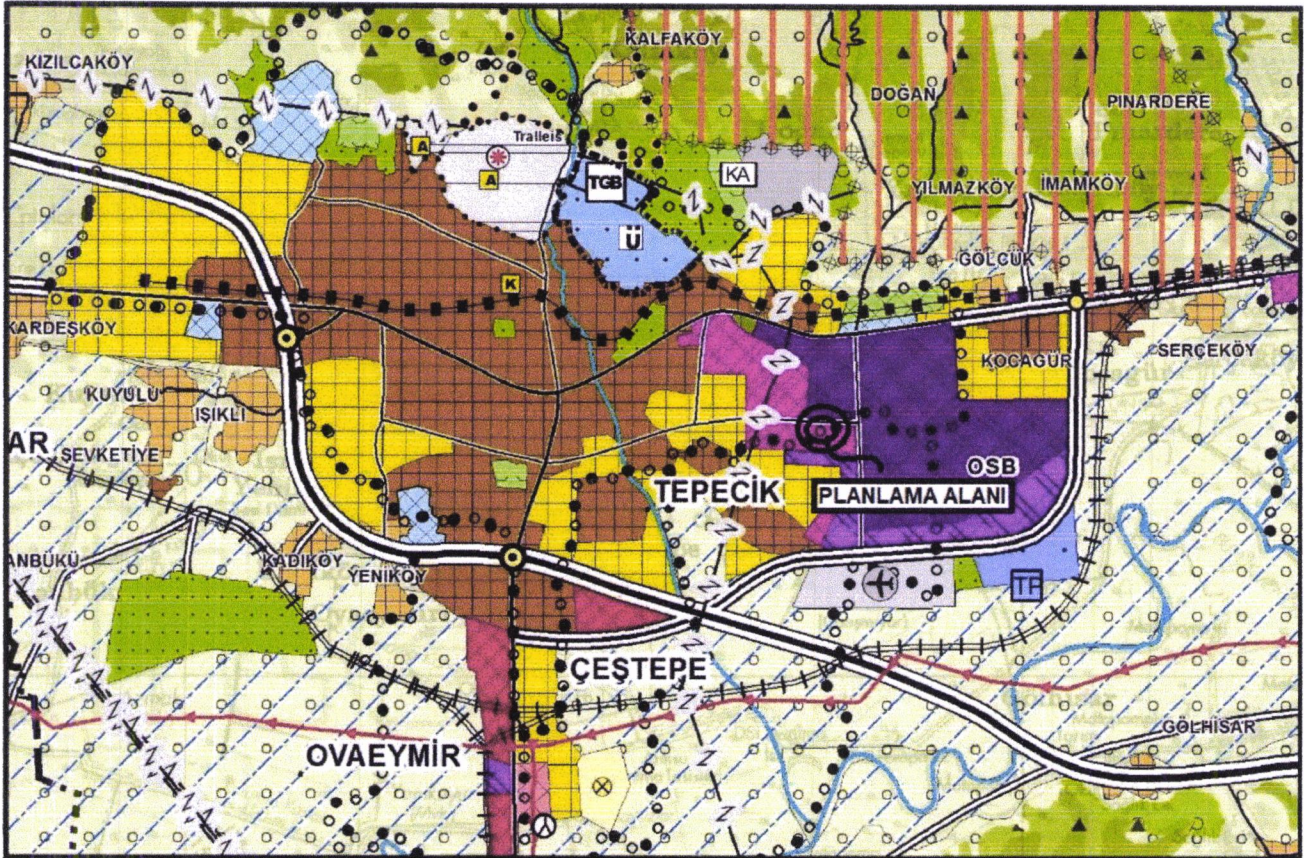 KALFAKÖY
KIZILCAKÖY
DOĞAN
PINARDERE
Tralleis
A
A
TGB
KA
YILMAZKÖY
İMAMKÖY
Ü
GÖLCÜK
K
KARDEŞKÖY
KOCAGÜR
SERÇEKÖY
KUYULU
IŞIKLI
AR
ŞEVKETİYE
OSB
TEPECİK
PLANLAMA ALANI
ANBÜKÜ
KADIKÖY
YENİKÖY
TP
ÇEŞTEPE
GÖLHİSAR
OVAEYMİR